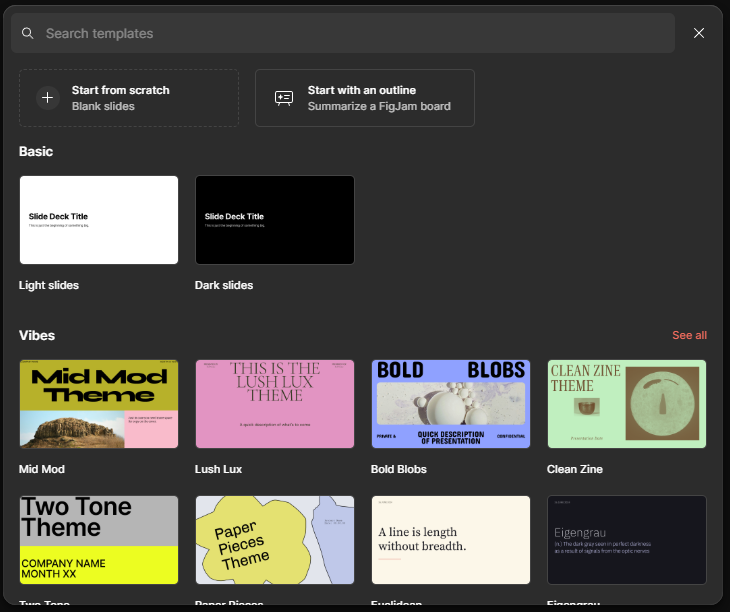 Search templates
Start from scratch
Blank slides
Start with an outline
Summarize a FigJam board
Basic
Slide Deck Title
This is just the beginning of something big.
Slide Deck Title
This is just the beginning of something big.
Light slides
Dark slides
Vibes
See all
Mid Mod
Theme
THIS IS THE
LUSH LUX
THEME
A quick description of what's to come
BOLD BLOBS
PRIVATE &
QUICK DESCRIPTION
OF PRESENTATION
CONFIDENTIAL
CLEAN ZINE
THEME
Presentation from
Mid Mod
Lush Lux
Bold Blobs
Clean Zine
Two Tone
Theme
COMPANY NAME
MONTH XX
Paper
Pieces
Theme
A line is length
without breadth.
Eigengrau
(n.) The dark gray seen in perfect darkness
as a result of signals from the optic nerves
Two Tone
Paper Pieces
Euclidean
Eigengrau